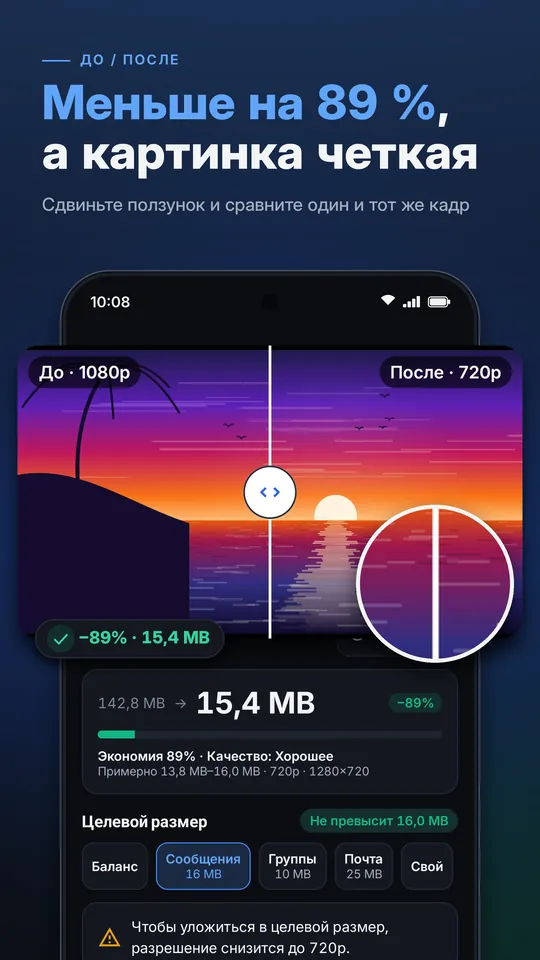 ДО / ПОСЛЕ
Меньше на 89 %,
а картинка четкая
Сдвиньте ползунок и сравните один и тот же кадр
10:08
До · 1080p
После · 720p
−89% · 15,4 MB
142,8 MB → 15,4 MB
−89%
Экономия 89% · Качество: Хорошее
Примерно 13,8 MB–16,0 MB · 720p · 1280×720
Целевой размер
Не превысит 16,0 MB
Баланс
Сообщения
16 MB
Группы
10 MB
Почта
25 MB
Свой
Чтобы уложиться в целевой размер,
разрешение снизится до 720p.